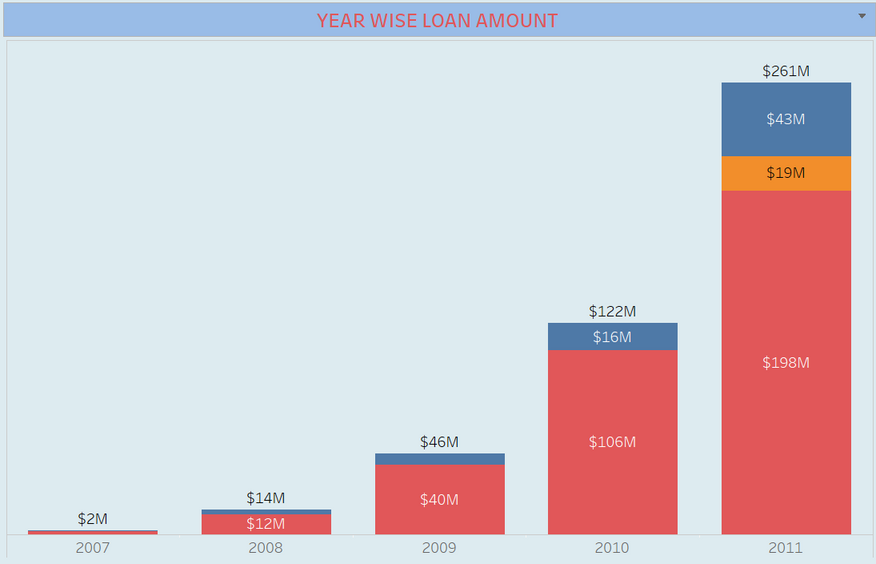 YEAR WISE LOAN AMOUNT
$261M
$43M
$19M
$122M
$16M
$198M
$46M
$106M
$14M
$40M
$2M
$12M
2007 2008 2009 2010 2011